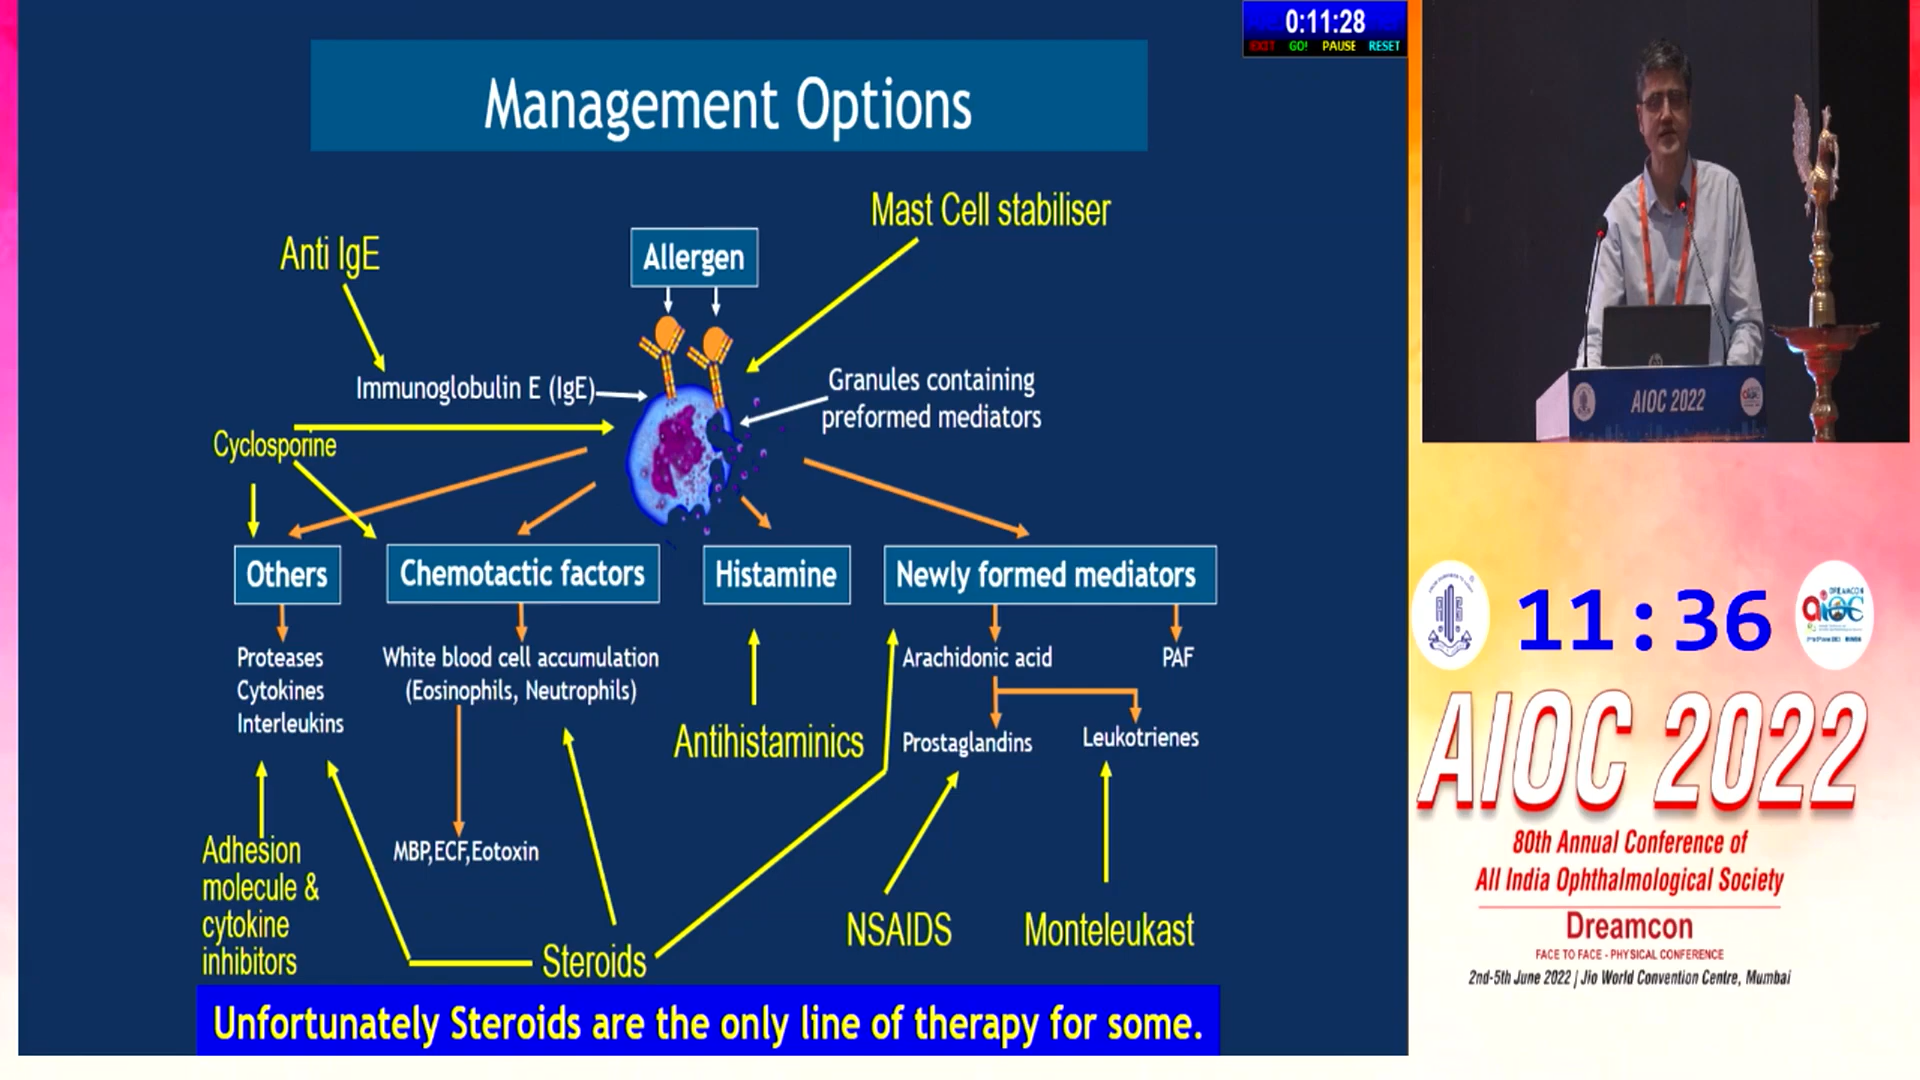 0:11:28
EXIT GO! PAUSE RESET
Management Options
Mast Cell stabiliser
Anti IgE
Allergen
Immunoglobulin E (IgE)
Granules containing
preformed mediators
Cyclosporine
Others
Chemotactic factors
Histamine
Newly formed mediators
Proteases
Cytokines
Interleukins
White blood cell accumulation
(Eosinophils, Neutrophils)
Arachidonic acid
PAF
Antihistaminics
Prostaglandins
Leukotrienes
MBP,ECF,Eotoxin
Adhesion
molecule &
cytokine
inhibitors
Steroids
NSAIDS
Monteleukast
Unfortunately Steroids are the only line of therapy for some.
AIOC 2022
11:36
AIOC 2022
80th Annual Conference of
All India Ophthalmological Society
Dreamcon
FACE TO FACE - PHYSICAL CONFERENCE
2nd-5th June 2022 | Jio World Convention Centre, Mumbai